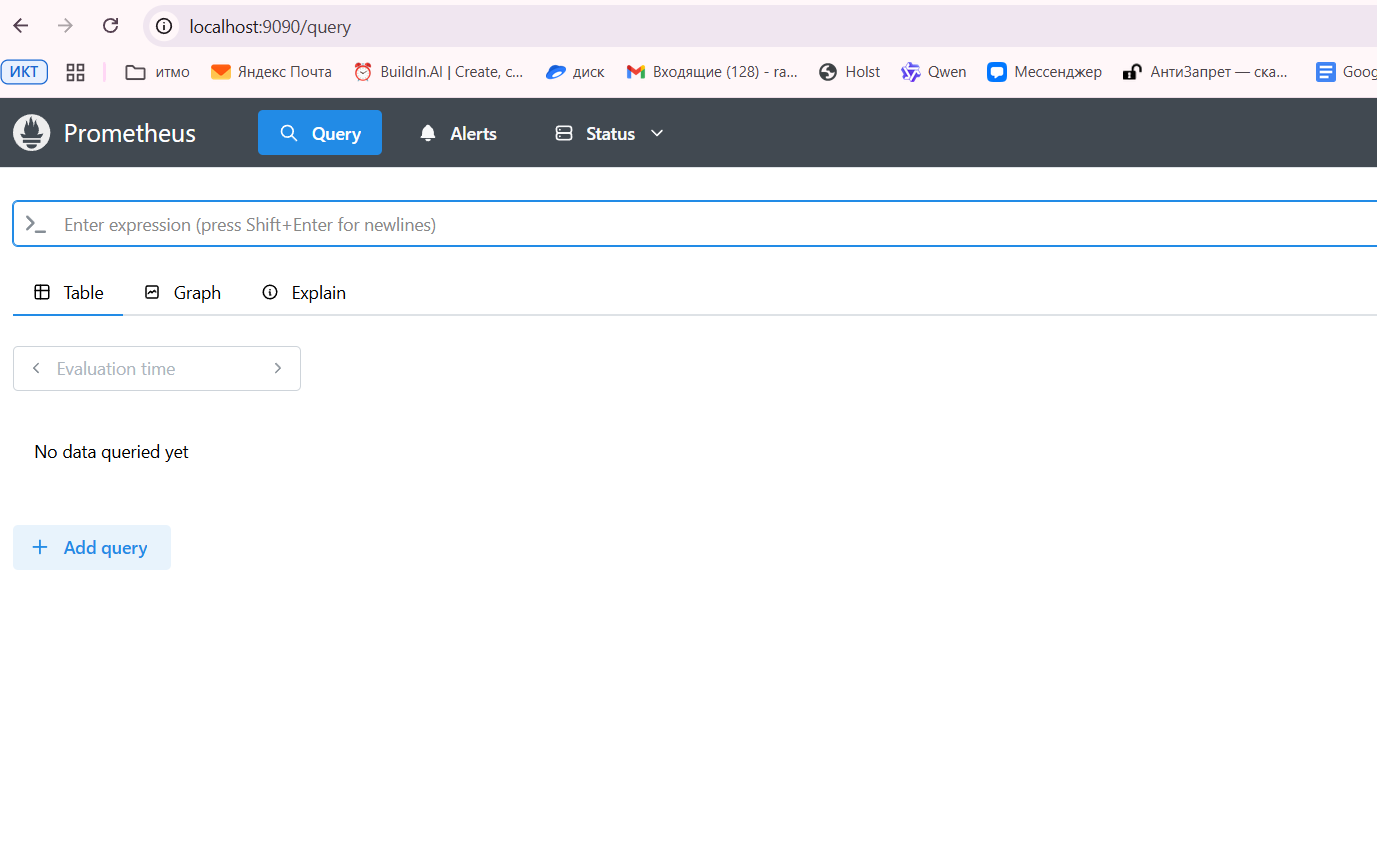 localhost:9090/query
ИКТ итмо Яндекс Почта BuildIn.AI | Create, c... диск Входящие (128) - ra... Holst Qwen Мессенджер АнтиЗапрет — ска... Goog
Prometheus Query Alerts Status
>_ Enter expression (press Shift+Enter for newlines)
Table Graph Explain
Evaluation time
No data queried yet
+ Add query